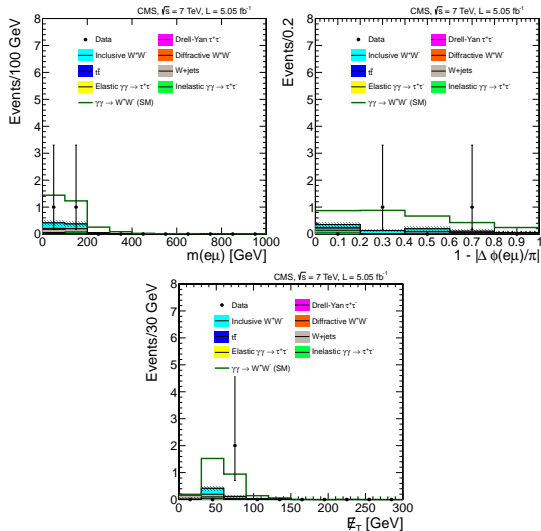 CMS, √s = 7 TeV, L = 5.05 fb⁻¹
Events/100 GeV
8
7
6
5
4
3
2
1
0
Data
Drell-Yan τ⁺τ⁻
Inclusive W⁺W⁻
Diffractive W⁺W⁻
tt̄
W+jets
Elastic γγ → τ⁺τ⁻
Inelastic γγ → τ⁺τ⁻
γγ → W⁺W⁻ (SM)
0 200 400 600 800 1000
m(eμ) [GeV]
CMS, √s = 7 TeV, L = 5.05 fb⁻¹
Events/0.2
8
7
6
5
4
3
2
1
0
Data
Drell-Yan τ⁺τ⁻
Inclusive W⁺W⁻
Diffractive W⁺W⁻
tt̄
W+jets
Elastic γγ → τ⁺τ⁻
Inelastic γγ → τ⁺τ⁻
γγ → W⁺W⁻ (SM)
0 0.1 0.2 0.3 0.4 0.5 0.6 0.7 0.8 0.9 1
1 - |Δ φ(eμ)/π|
CMS, √s = 7 TeV, L = 5.05 fb⁻¹
Events/30 GeV
8
7
6
5
4
3
2
1
0
Data
Drell-Yan τ⁺τ⁻
Inclusive W⁺W⁻
Diffractive W⁺W⁻
tt̄
W+jets
Elastic γγ → τ⁺τ⁻
Inelastic γγ → τ⁺τ⁻
γγ → W⁺W⁻ (SM)
0 50 100 150 200 250 300
E̸_T [GeV]